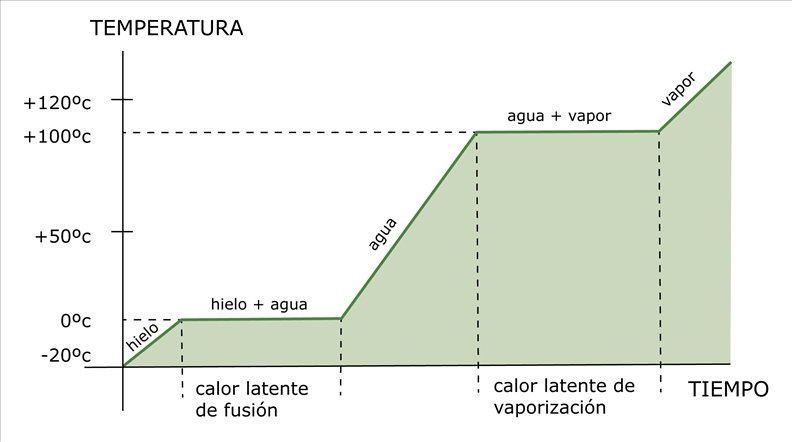 TEMPERATURA
+120ºc
+100ºc
+50ºc
0ºc
-20ºc
hielo
hielo + agua
agua
agua + vapor
vapor
calor latente
de fusión
calor latente de
vaporización
TIEMPO